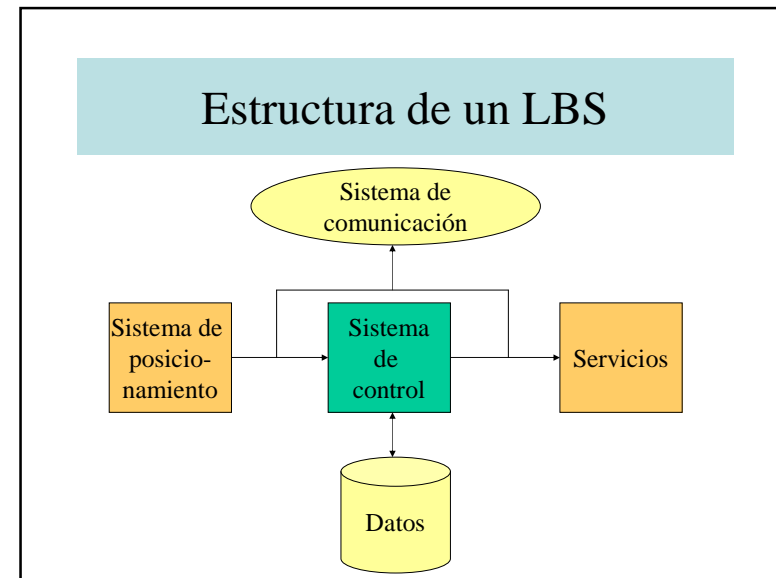 Estructura de un LBS
Sistema de
comunicación
Sistema de
posicio-
namiento
Sistema
de
control
Servicios
Datos